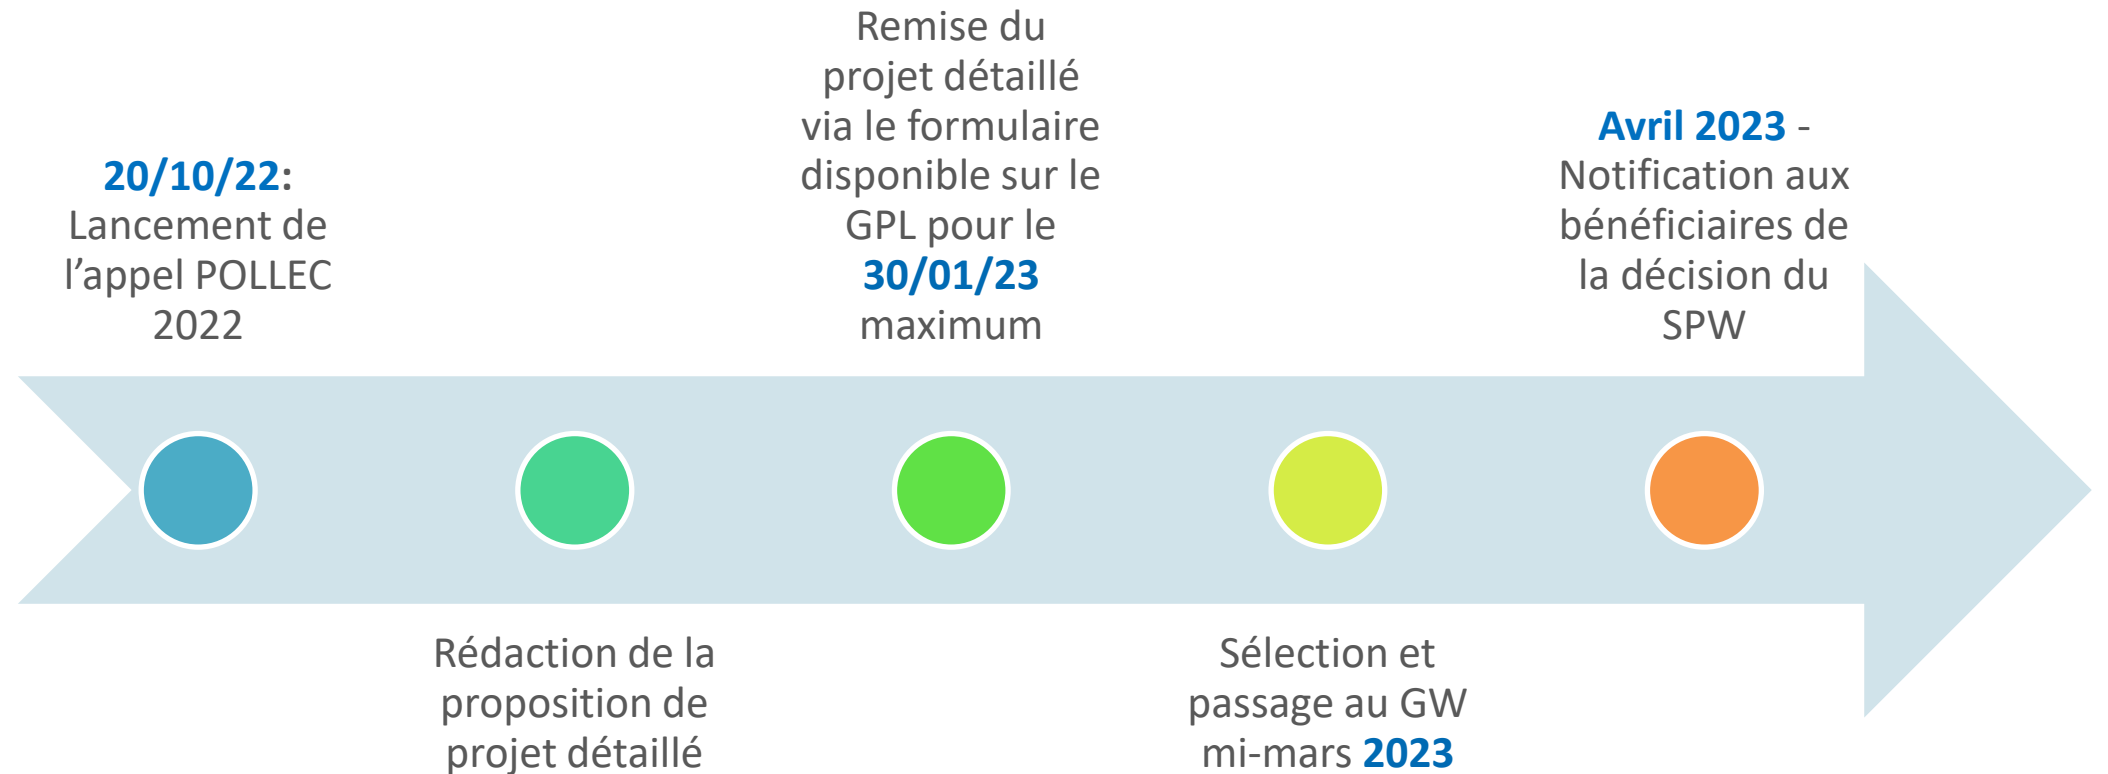 20/10/22:
Lancement de
l’appel POLLEC
2022
Rédaction de la
proposition de
projet détaillé
Remise du
projet détaillé
via le formulaire
disponible sur le
GPL pour le
30/01/23
maximum
Sélection et
passage au GW
mi-mars 2023
Avril 2023 -
Notification aux
bénéficiaires de
la décision du
SPW